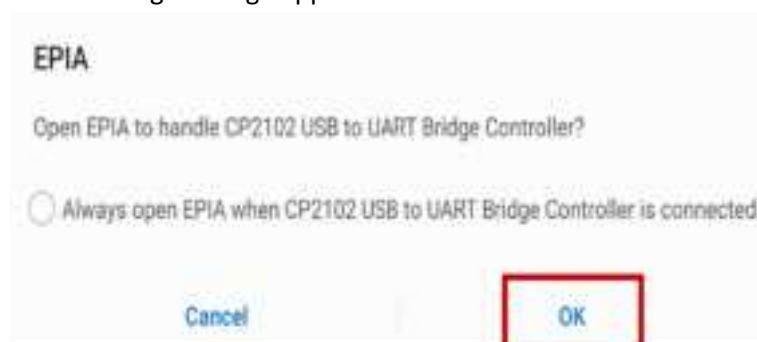 EPIA
Open EPIA to handle CP2102 USB to UART Bridge Controller?
Always open EPIA when CP2102 USB to UART Bridge Controller is connected
Cancel OK